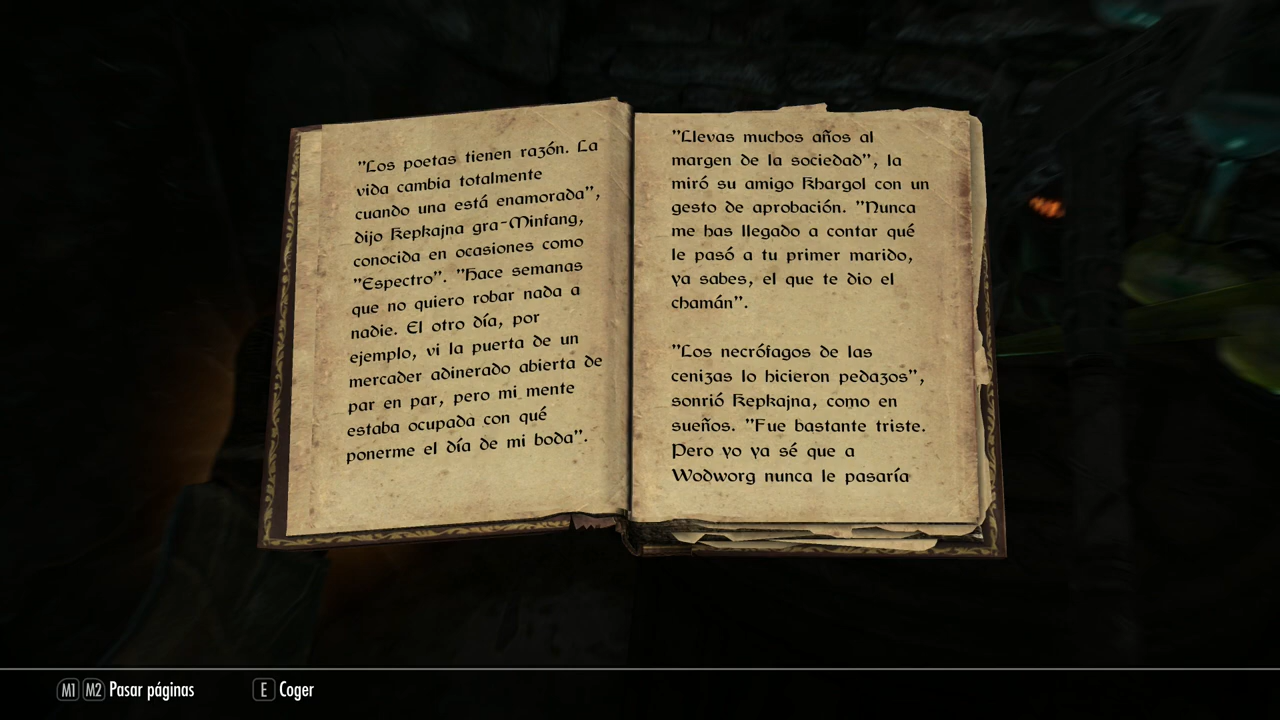 "Los poetas tienen razón. La
vida cambia totalmente
cuando una está enamorada",
dijo Kepkajna gra-Minfang,
conocida en ocasiones como
"Espectro". "Hace semanas
que no quiero robar nada a
nadie. El otro día, por
ejemplo, vi la puerta de un
mercader adinerado abierta de
par en par, pero mi mente
estaba ocupada con qué
ponerme el día de mi boda".
"Llevas muchos años al
margen de la sociedad", la
miró su amigo Khargol con un
gesto de aprobación. "Nunca
me has llegado a contar qué
le pasó a tu primer marido,
ya sabes, el que te dio el
chamán".
"Los necrófagos de las
cenizas lo hicieron pedazos",
sonrió Kepkajna, como en
sueños. "Fue bastante triste.
Pero yo ya sé que a
Wodworg nunca le pasaría
M1 M2 Pasar páginas
E Coger